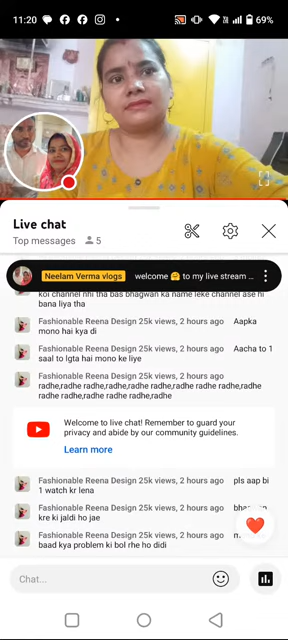 11:20
69%
Live chat
Top messages 5
Neelam Verma vlogs welcome 🤗 to my live stream ...
koi channel nhi tha bas bhagwan ka name leke channel ase hi
bana liya tha
Fashionable Reena Design 25k views, 2 hours ago Aapka
mono hai kya di
Fashionable Reena Design 25k views, 2 hours ago Aacha to 1
saal to lgta hai mono ke liye
Fashionable Reena Design 25k views, 2 hours ago
radhe,radhe radhe,radhe,radhe radhe,radhe radhe radhe,radhe
radhe,radhe radhe,radhe radhe radhe,radhe
Welcome to live chat! Remember to guard your
privacy and abide by our community guidelines.
Learn more
Fashionable Reena Design 25k views, 2 hours ago pls aap bi
1 watch kr lena
Fashionable Reena Design 25k views, 2 hours ago
kre ki jaldi ho jae
Fashionable Reena Design 25k views, 2 hours ago
baad kya problem ki bol rhe ho didi
Chat...